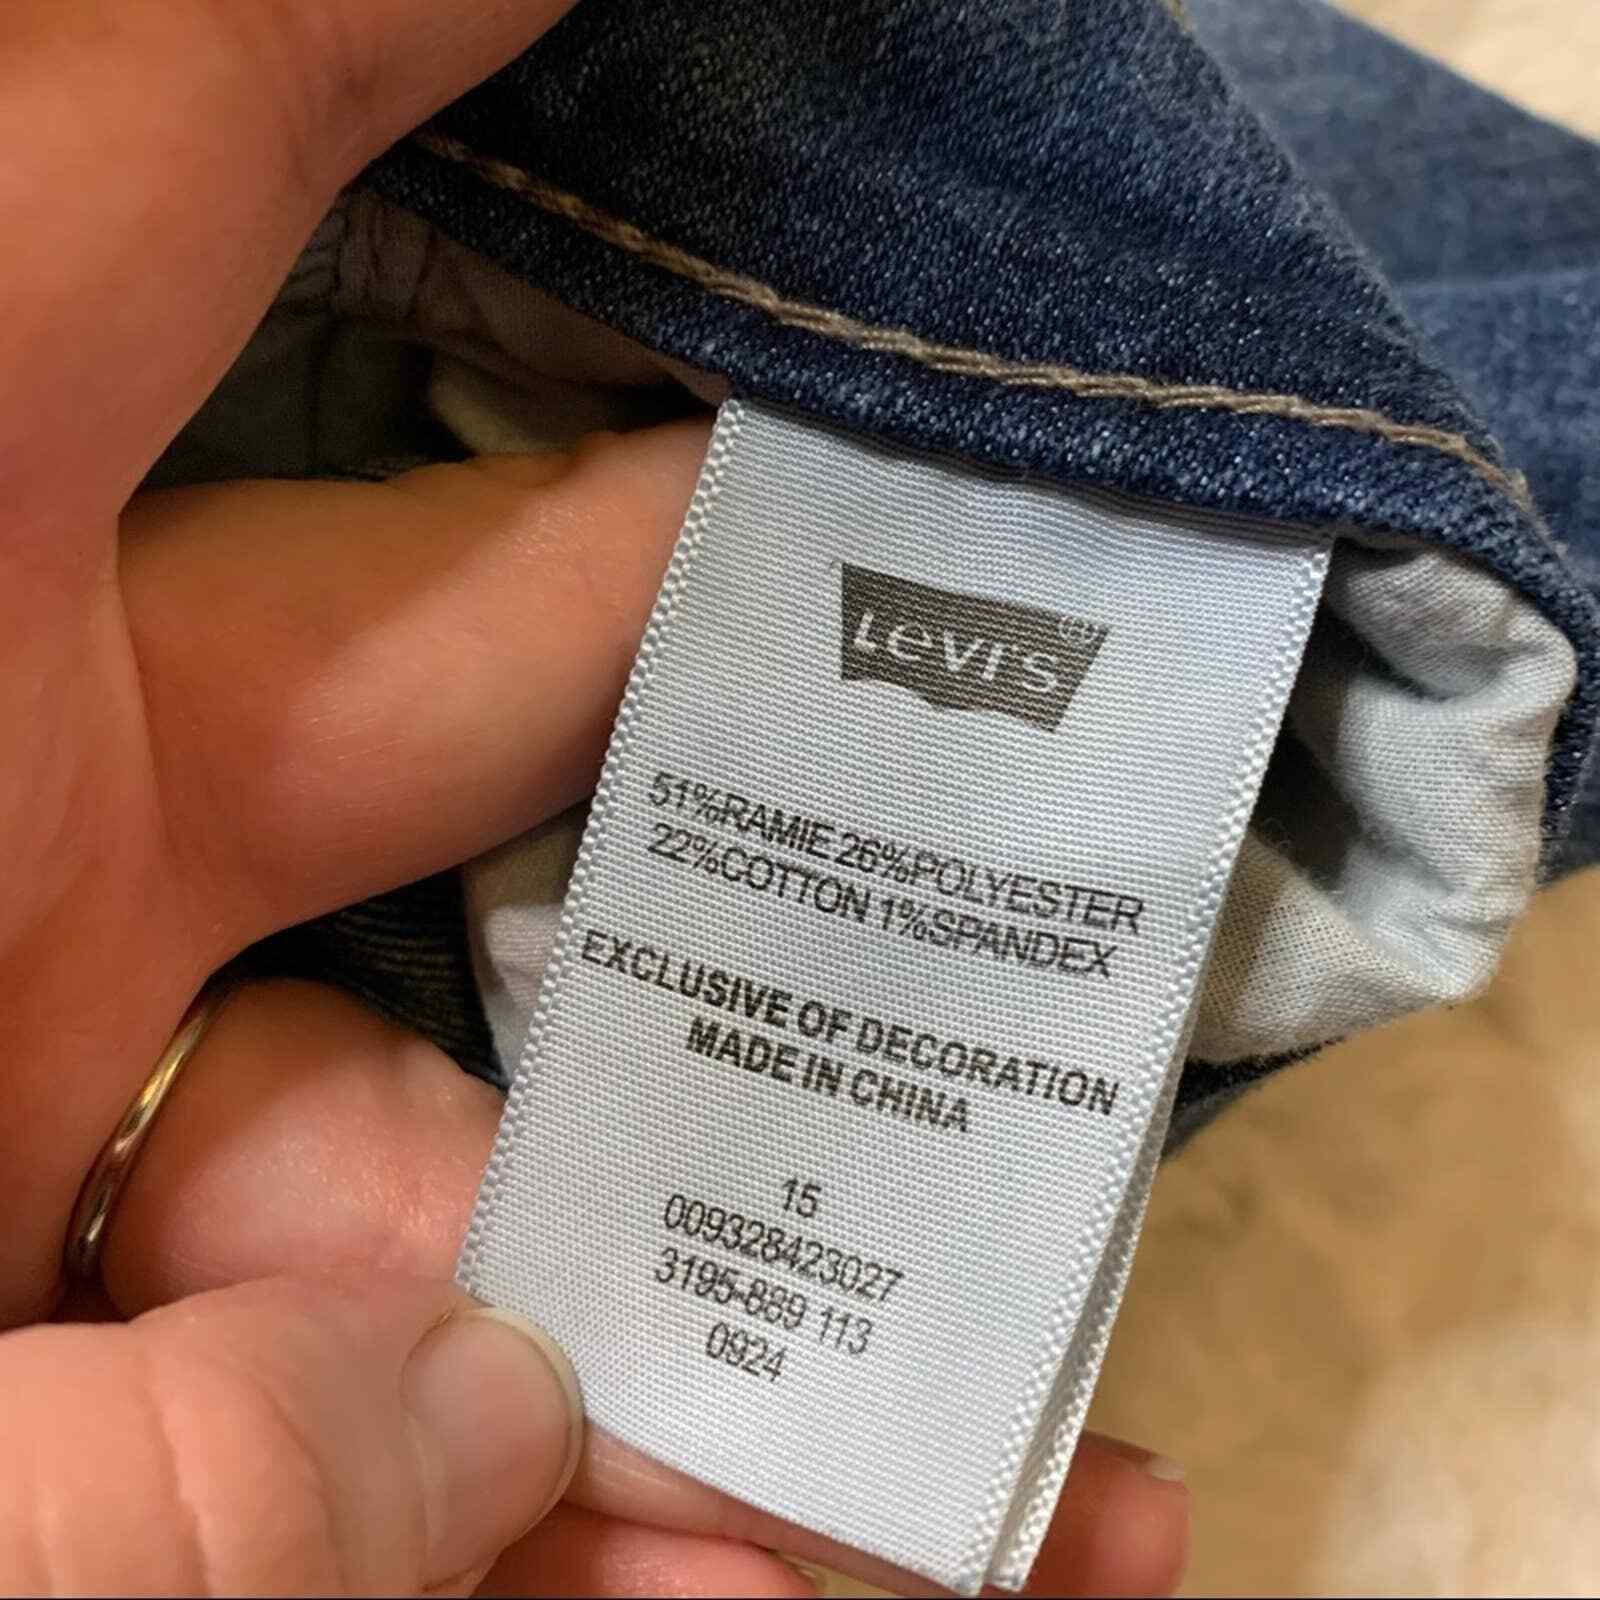 Levi's®
51%RAMIE 26%POLYESTER
22%COTTON 1%SPANDEX
EXCLUSIVE OF DECORATION
MADE IN CHINA
15
009328423027
3195-889 113
0924